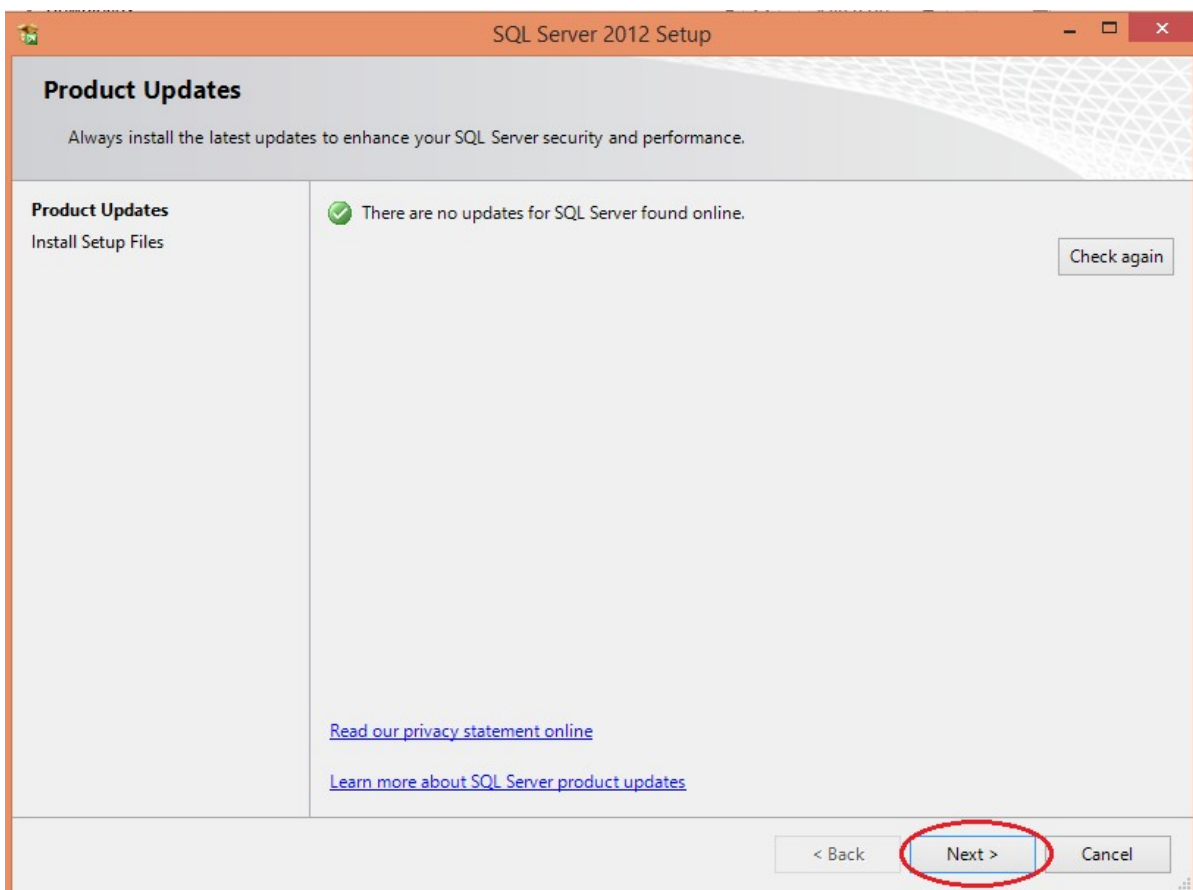 SQL Server 2012 Setup
Product Updates
Always install the latest updates to enhance your SQL Server security and performance.
Product Updates
Install Setup Files
There are no updates for SQL Server found online.
Check again
Read our privacy statement online
Learn more about SQL Server product updates
< Back
Next >
Cancel